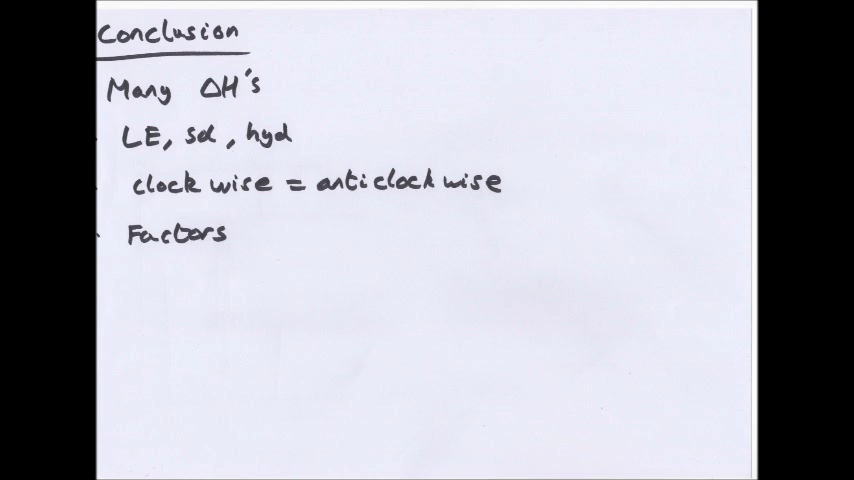 Conclusion
Many ΔH's
LE, sol, hyd
clockwise = anticlockwise
Factors